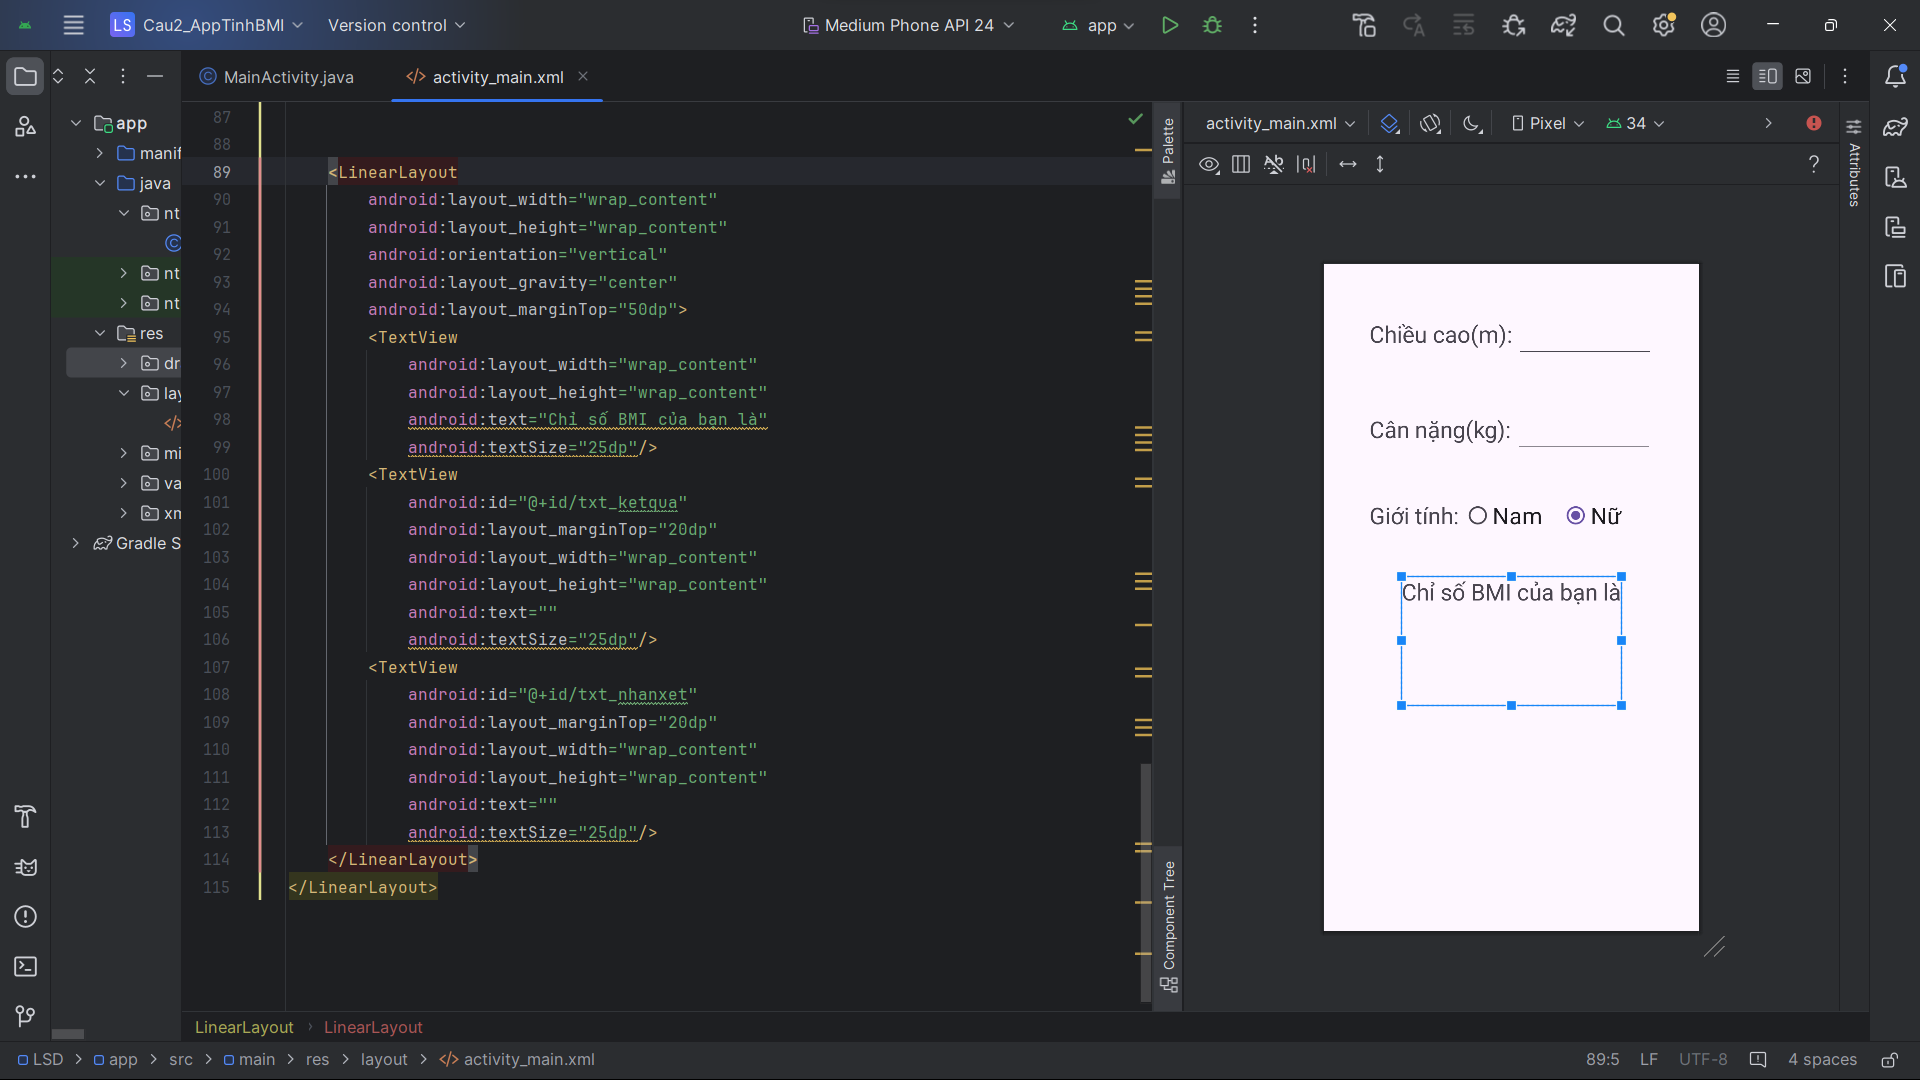 LS Cau2_AppTinhBMI Version control Medium Phone API 24 app
MainActivity.java activity_main.xml
app
manif
java
nt
nt
nt
res
dr
lay
mi
va
xm
Gradle S
87
88
89 <LinearLayout
90 android:layout_width="wrap_content"
91 android:layout_height="wrap_content"
92 android:orientation="vertical"
93 android:layout_gravity="center"
94 android:layout_marginTop="50dp">
95 <TextView
96 android:layout_width="wrap_content"
97 android:layout_height="wrap_content"
98 android:text="Chỉ số BMI của bạn là"
99 android:textSize="25dp"/>
100 <TextView
101 android:id="@+id/txt_ketqua"
102 android:layout_marginTop="20dp"
103 android:layout_width="wrap_content"
104 android:layout_height="wrap_content"
105 android:text=""
106 android:textSize="25dp"/>
107 <TextView
108 android:id="@+id/txt_nhanxet"
109 android:layout_marginTop="20dp"
110 android:layout_width="wrap_content"
111 android:layout_height="wrap_content"
112 android:text=""
113 android:textSize="25dp"/>
114 </LinearLayout>
115 </LinearLayout>
Palette
Component Tree
activity_main.xml Pixel 34
?
Attributes
Chiều cao(m):
Cân nặng(kg):
Giới tính: Nam Nữ
Chỉ số BMI của bạn là
LinearLayout › LinearLayout
LSD > app > src > main > res > layout > </> activity_main.xml 89:5 LF UTF-8 4 spaces